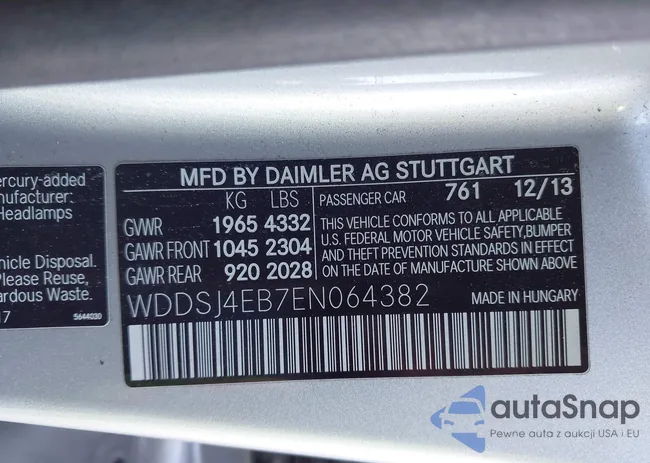 ercury-added
anufacturer:
Headlamps
ehicle Disposal.
Please Reuse,
ardous Waste.
17
5644030
MFD BY DAIMLER AG STUTTGART
KG LBS
GVWR 1965 4332
GAWR FRONT 1045 2304
GAWR REAR 920 2028
PASSENGER CAR 761 12/13
THIS VEHICLE CONFORMS TO ALL APPLICABLE
U.S. FEDERAL MOTOR VEHICLE SAFETY,BUMPER
AND THEFT PREVENTION STANDARDS IN EFFECT
ON THE DATE OF MANUFACTURE SHOWN ABOVE.
WDDSJ4EB7EN064382
MADE IN HUNGARY
autaSnap
Pewne auta z aukcji USA i EU